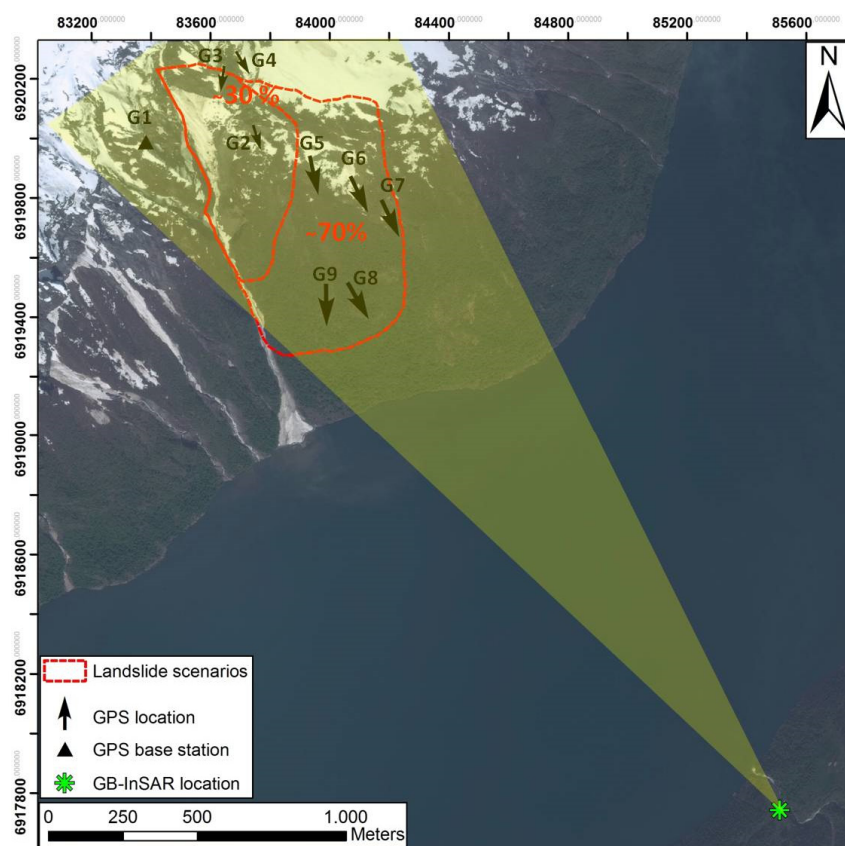 83200.000000 83600.000000 84000.000000 84400.000000 84800.000000 85200.000000 85600.000000
6920200.000000
6919800.000000
6919400.000000
6919000.000000
6918600.000000
6918200.000000
6917800.000000
N
G3
G4
~30 %
G1
G2
G5
G6
G7
~70%
G9
G8
Landslide scenarios
GPS location
GPS base station
GB-InSAR location
0 250 500 1.000
Meters